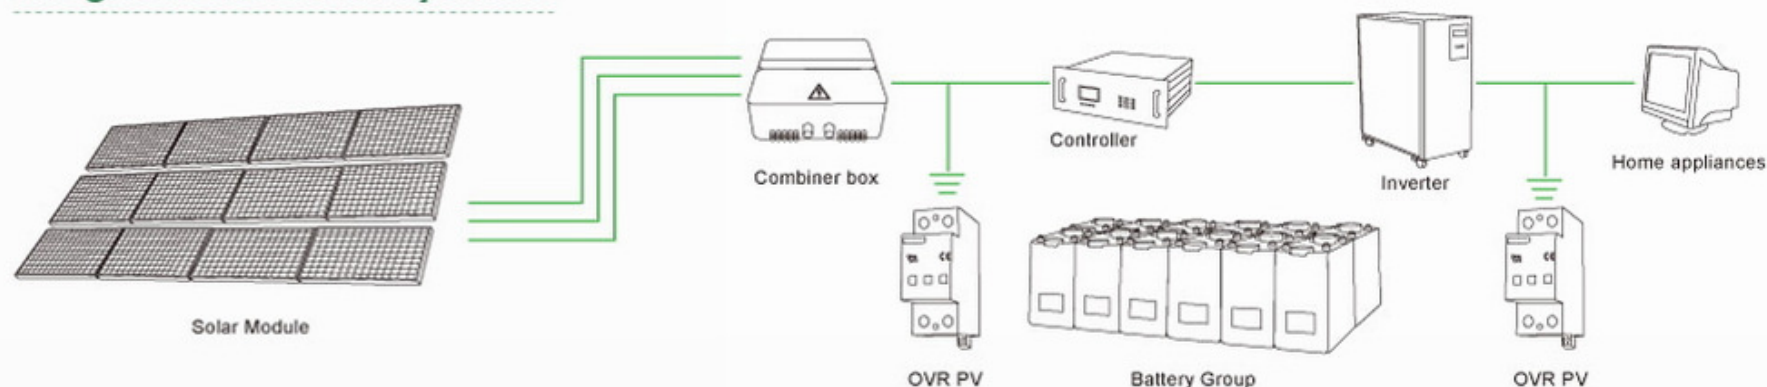 Combiner box
Controller
Inverter
Home appliances
Solar Module
OVR PV
Battery Group
OVR PV